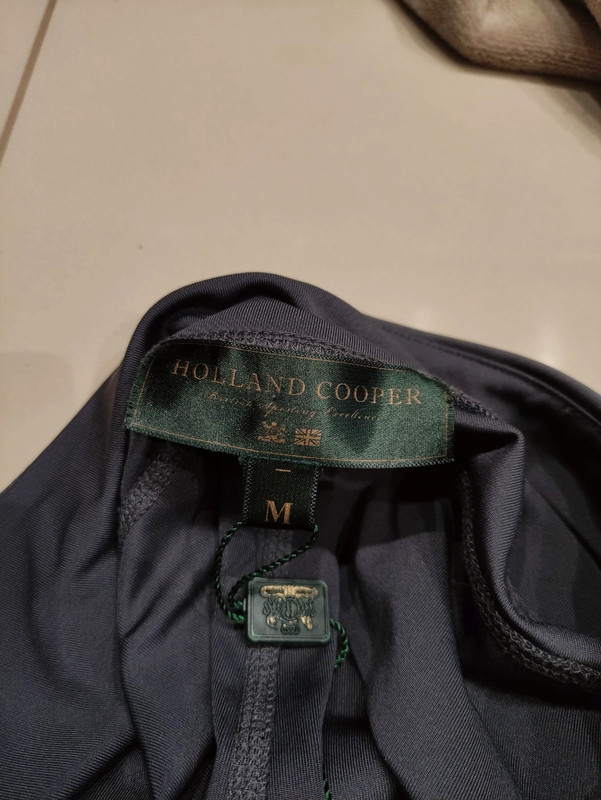 HOLLAND COOPER
British Sporting Excellence
M